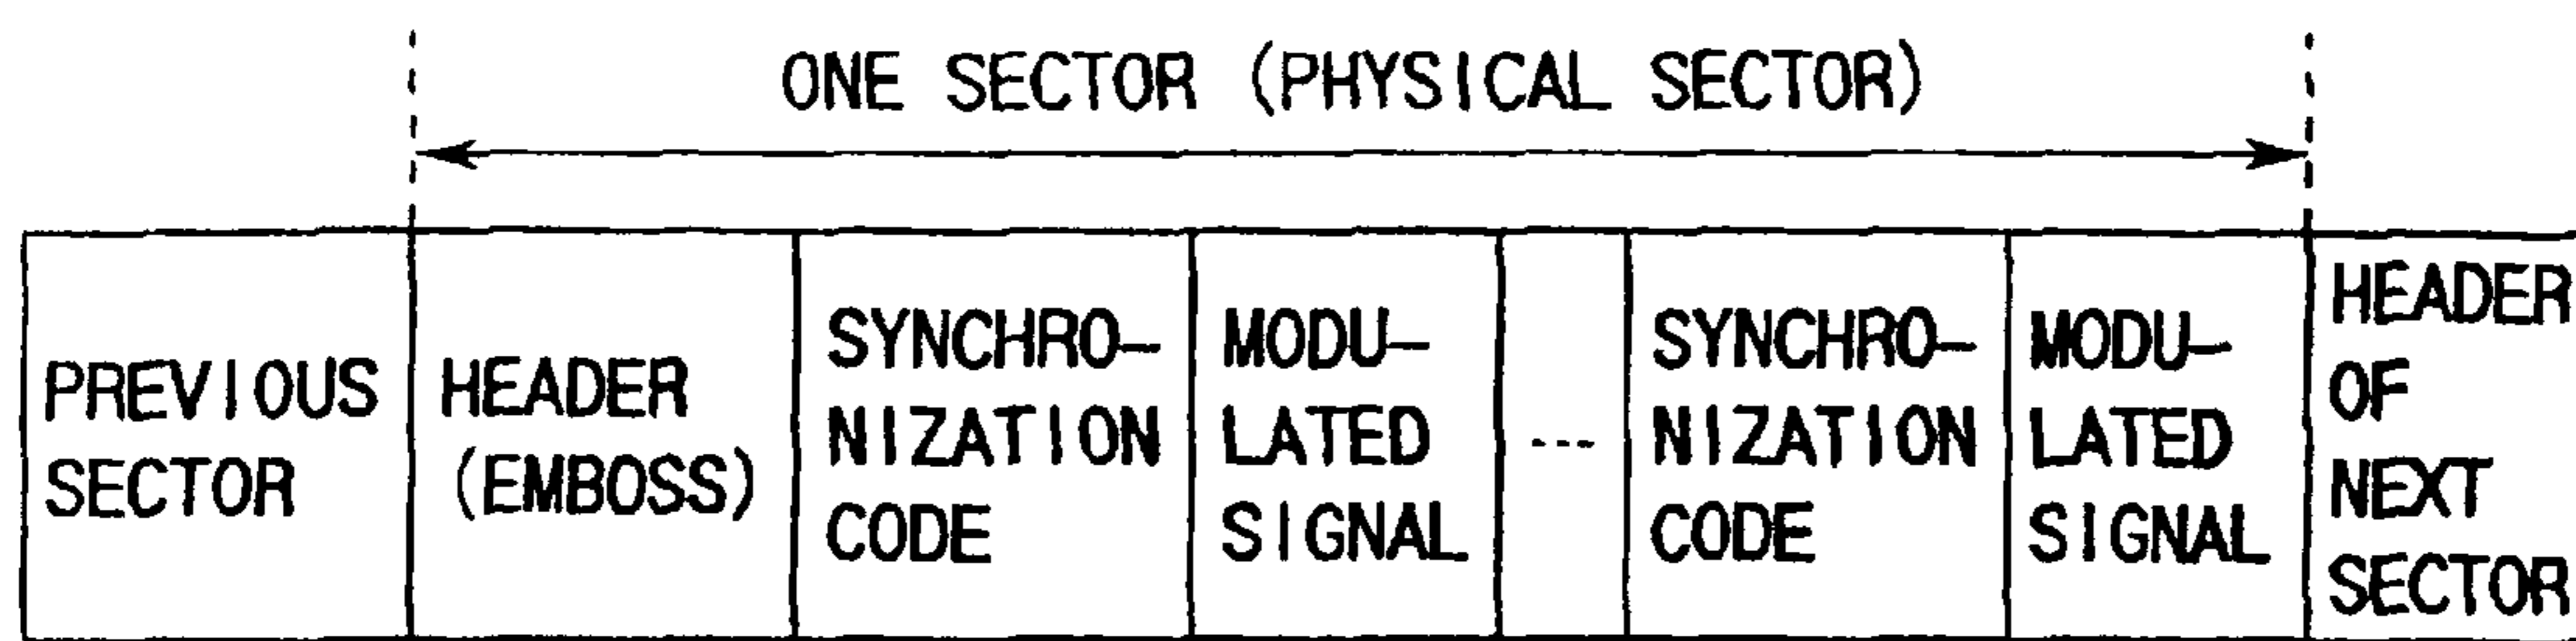 ONE SECTOR (PHYSICAL SECTOR)
PREVIOUS
SECTOR
HEADER
(EMBOSS)
SYNCHRO-
NIZATION
CODE
MODU-
LATED
SIGNAL
---
SYNCHRO-
NIZATION
CODE
MODU-
LATED
SIGNAL
HEADER
OF
NEXT
SECTOR